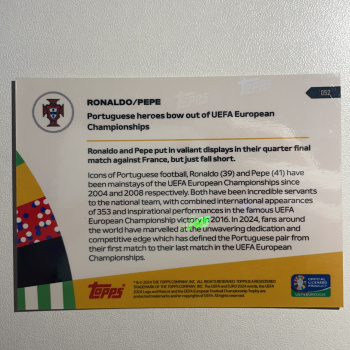 052
RONALDO/PEPE
Portuguese heroes bow out of UEFA European
Championships
Ronaldo and Pepe put in valiant displays in their quarter final
match against France, but just fall short.
Icons of Portuguese football, Ronaldo (39) and Pepe (41) have
been mainstays of the UEFA European Championships since
2004 and 2008 respectively. Both have been incredible servants
to the national team, with combined international appearances
of 353 and inspirational performances in the famous UEFA
European Championship victory in 2016. In 2024, fans around
the world have marvelled at the unwavering dedication and
competitive edge which has defined the Portuguese pair from
their first match to their last match in the UEFA European
Championships.
topps
OFFICIAL
LICENSED
PRODUCT
UEFA EURO2024